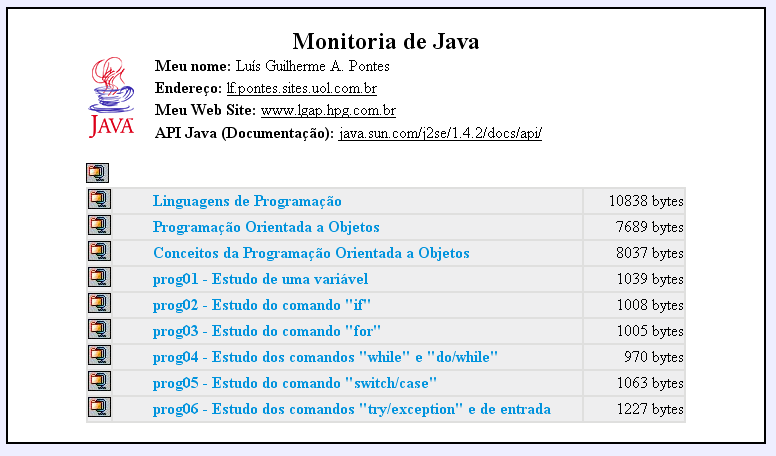 Monitoria de Java
Meu nome: Luís Guilherme A. Pontes
Endereço: lf.pontes.sites.uol.com.br
Meu Web Site: www.lgap.hpg.com.br
API Java (Documentação): java.sun.com/j2se/1.4.2/docs/api/
JAVA
Linguagens de Programação 10838 bytes
Programação Orientada a Objetos 7689 bytes
Conceitos da Programação Orientada a Objetos 8037 bytes
prog01 - Estudo de uma variável 1039 bytes
prog02 - Estudo do comando "if" 1008 bytes
prog03 - Estudo do comando "for" 1005 bytes
prog04 - Estudo dos comandos "while" e "do/while" 970 bytes
prog05 - Estudo do comando "switch/case" 1063 bytes
prog06 - Estudo dos comandos "try/exception" e de entrada 1227 bytes